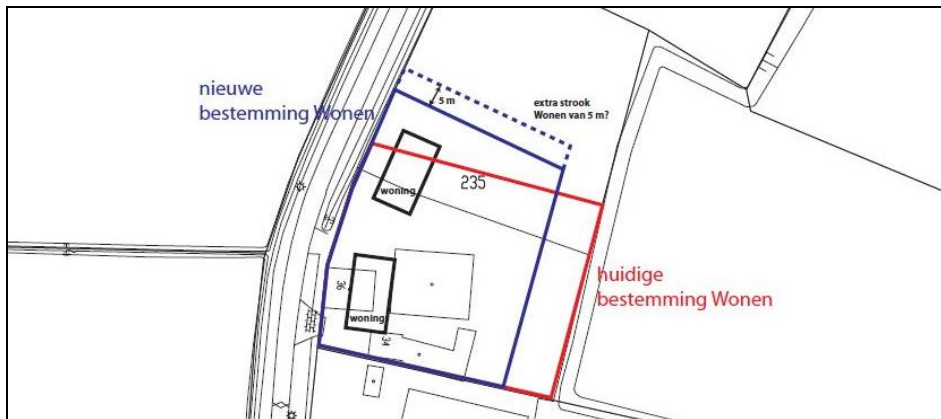 nieuwe
bestemming Wonen
5 m
extra strook
Wonen van 5 m?
woning
235
huidige
bestemming Wonen
36
woning
34